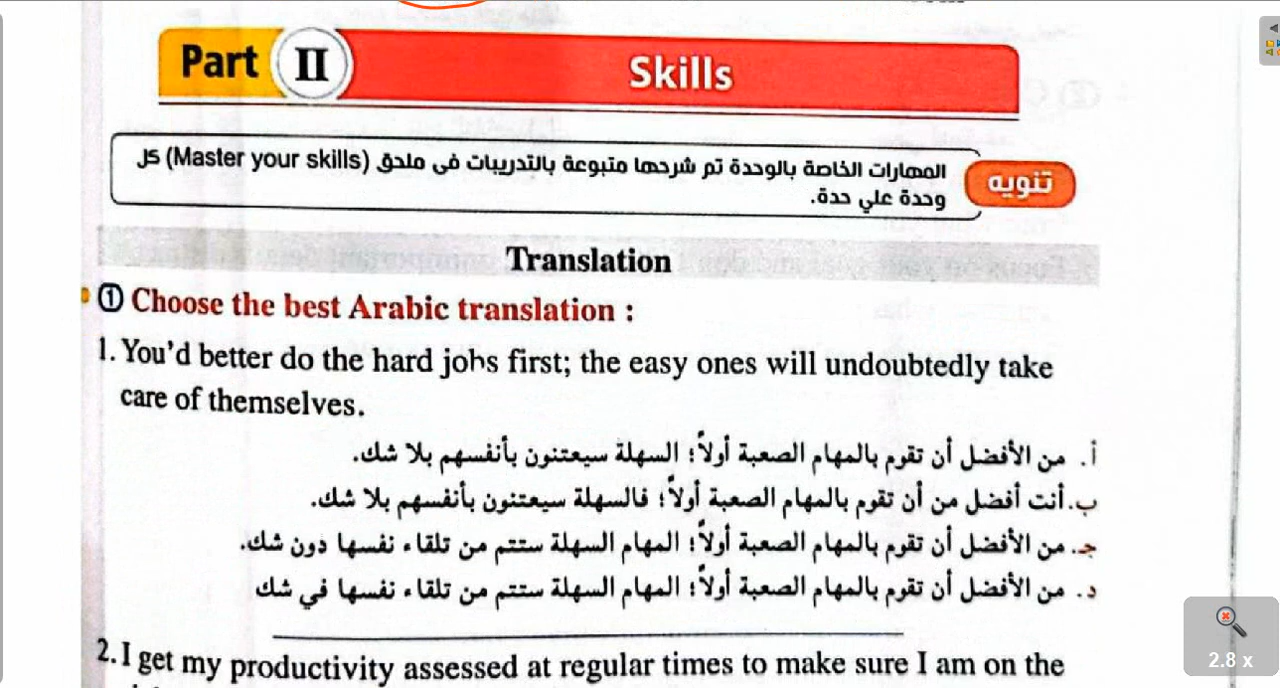 Part II Skills
تنويه المهارات الخاصة بالوحدة تم شرحها متبوعة بالتدريبات فى ملحق (Master your skills) كل
وحدة علي حدة.
Translation
① Choose the best Arabic translation :
1. You'd better do the hard jobs first; the easy ones will undoubtedly take
care of themselves.
أ. من الأفضل أن تقوم بالمهام الصعبة أولاً؛ السهلة سيعتنون بأنفسهم بلا شك.
ب. أنت أفضل من أن تقوم بالمهام الصعبة أولاً؛ فالسهلة سيعتنون بأنفسهم بلا شك.
جـ. من الأفضل أن تقوم بالمهام الصعبة أولاً؛ المهام السهلة ستتم من تلقاء نفسها دون شك.
د. من الأفضل أن تقوم بالمهام الصعبة أولاً؛ المهام السهلة ستتم من تلقاء نفسها في شك
2. I get my productivity assessed at regular times to make sure I am on the
2.8 x